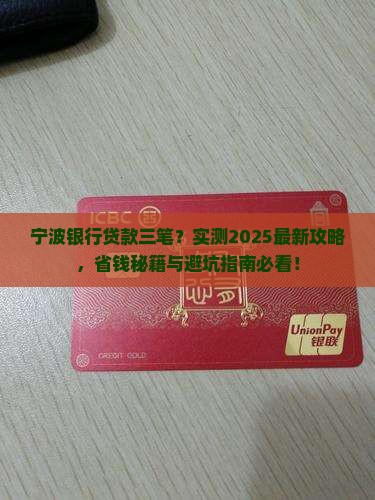 ICBC
宁波银行贷款三笔？实测2025最新攻略
，省钱秘籍与避坑指南必看！
UnionPay
银联
CREDIT GOLD